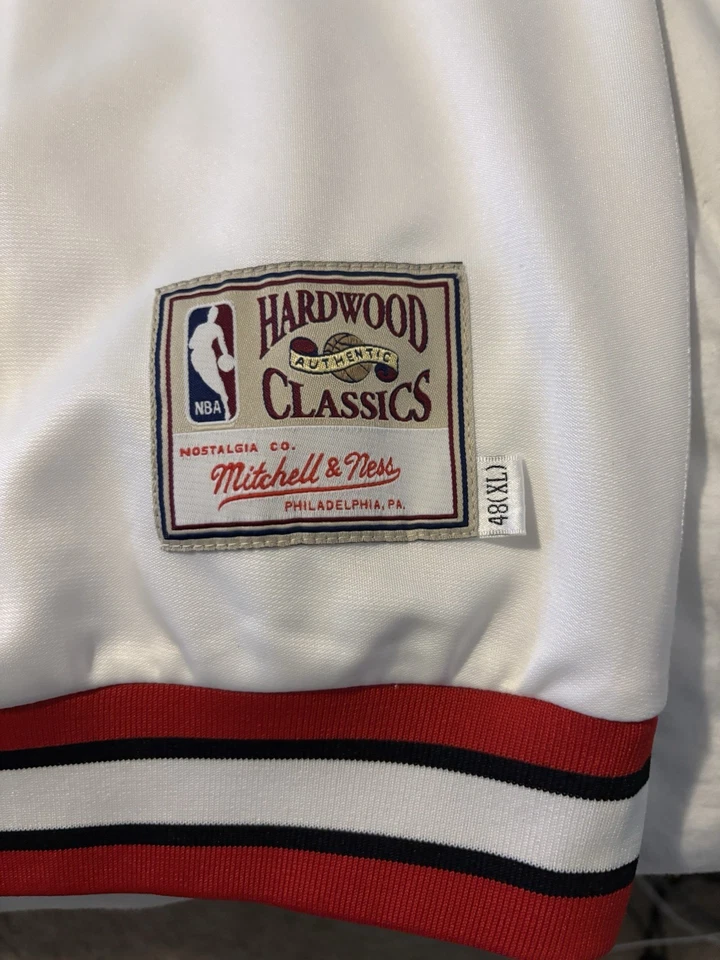 HARDWOOD
AUTHENTIC
CLASSICS
NBA
NOSTALGIA CO.
Mitchell & Ness
PHILADELPHIA, PA.
48(XL)